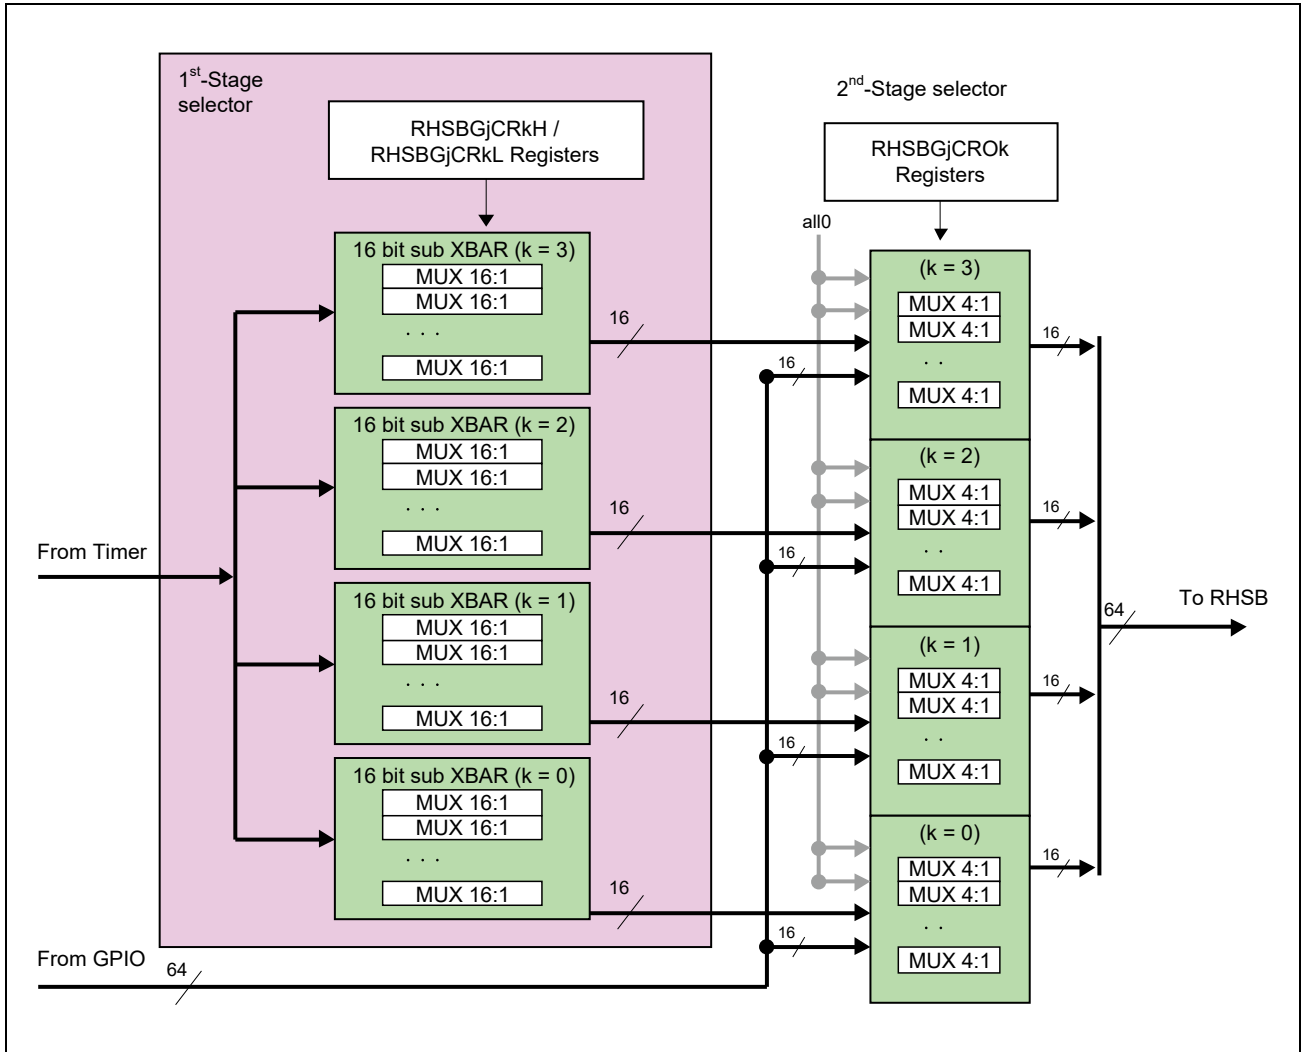 1st-Stage
selector
RHSBGjCRkH /
RHSBGjCRkL Registers
16 bit sub XBAR (k = 3)
MUX 16:1
MUX 16:1
. . .
MUX 16:1
16
16 bit sub XBAR (k = 2)
MUX 16:1
MUX 16:1
. . .
MUX 16:1
16
From Timer
16 bit sub XBAR (k = 1)
MUX 16:1
MUX 16:1
. . .
MUX 16:1
16
16 bit sub XBAR (k = 0)
MUX 16:1
MUX 16:1
. . .
MUX 16:1
16
From GPIO
64
2nd-Stage selector
RHSBGjCROk
Registers
all0
(k = 3)
MUX 4:1
MUX 4:1
. .
MUX 4:1
16
16
(k = 2)
MUX 4:1
MUX 4:1
. .
MUX 4:1
16
16
(k = 1)
MUX 4:1
MUX 4:1
. .
MUX 4:1
16
16
(k = 0)
MUX 4:1
MUX 4:1
. .
MUX 4:1
16
16
64
To RHSB